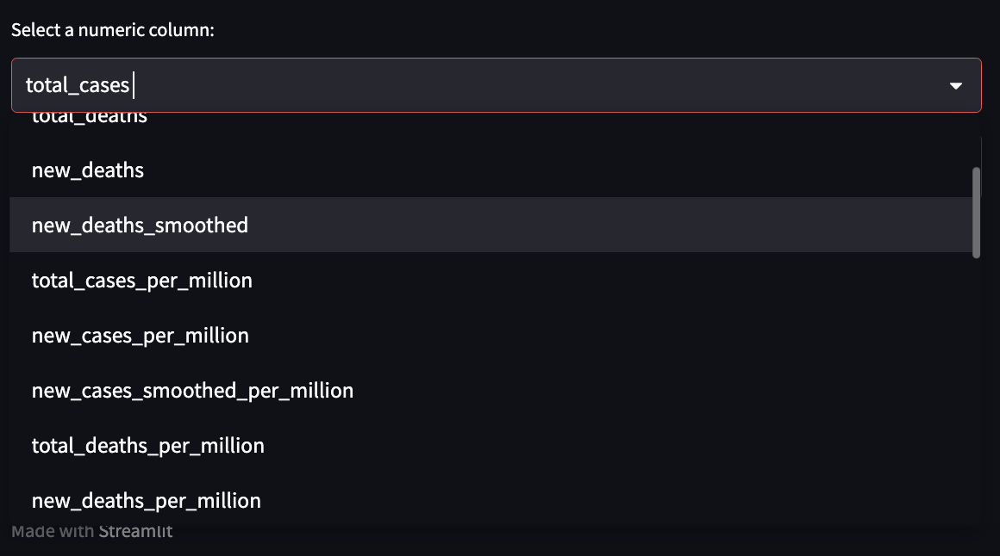 Select a numeric column:
total_cases
total_deaths
new_deaths
new_deaths_smoothed
total_cases_per_million
new_cases_per_million
new_cases_smoothed_per_million
total_deaths_per_million
new_deaths_per_million
Made with Streamlit